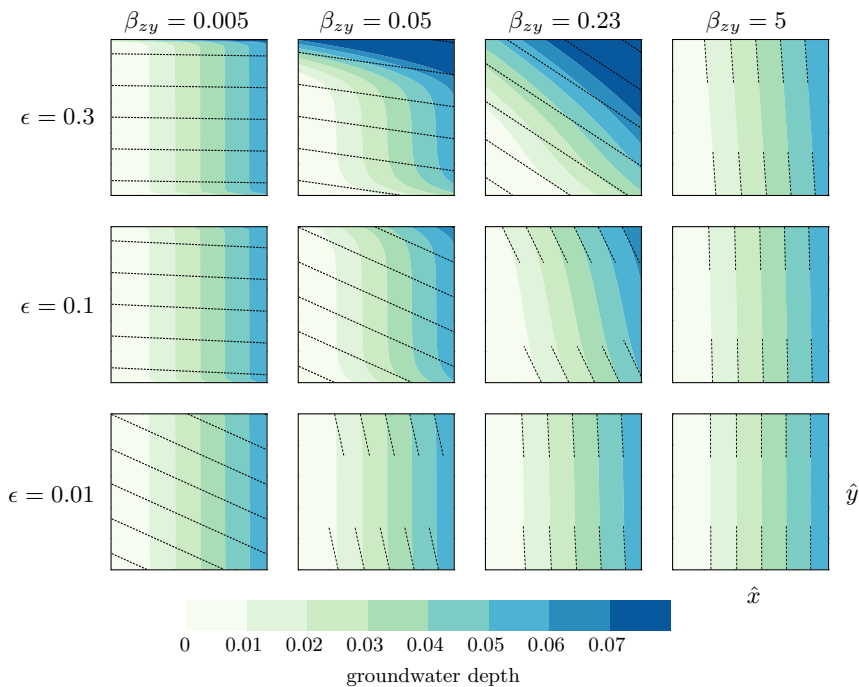 β_zy = 0.005 β_zy = 0.05 β_zy = 0.23 β_zy = 5
ϵ = 0.3
ϵ = 0.1
ϵ = 0.01
ŷ
x̂
0 0.01 0.02 0.03 0.04 0.05 0.06 0.07
groundwater depth